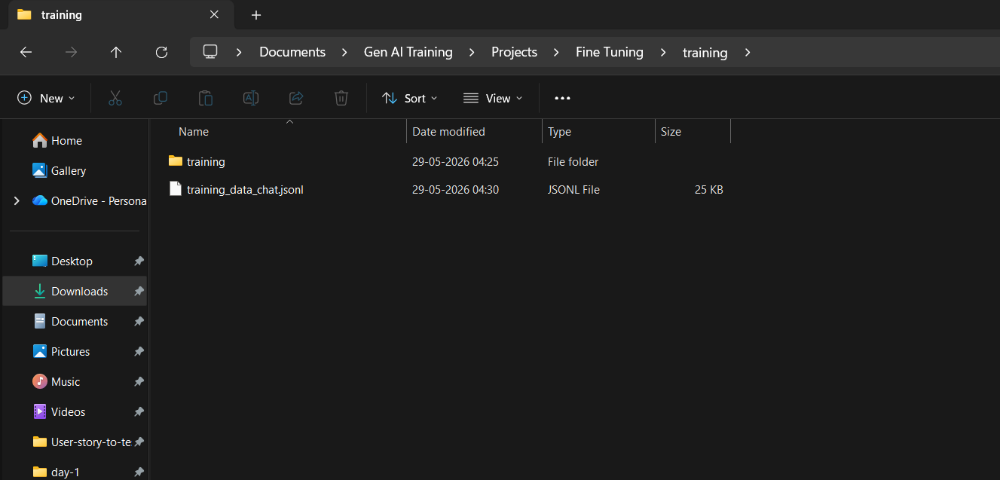 training
Documents > Gen AI Training > Projects > Fine Tuning > training >
New Sort View
Name Date modified Type Size
training 29-05-2026 04:25 File folder
training_data_chat.jsonl 29-05-2026 04:30 JSONL File 25 KB
Home
Gallery
OneDrive - Persona
Desktop
Downloads
Documents
Pictures
Music
Videos
User-story-to-te
day-1